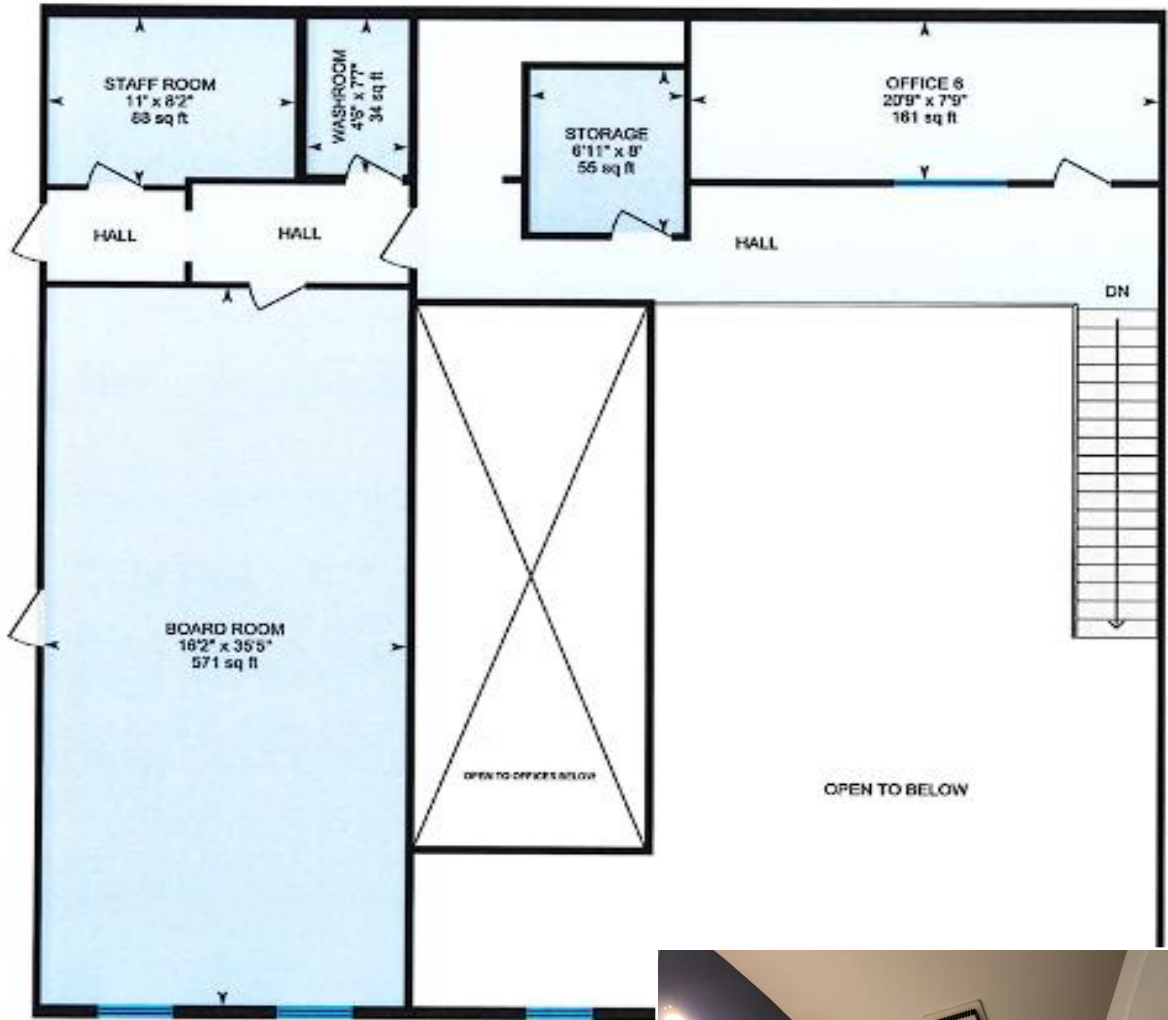 STAFF ROOM
11" x 8'2"
88 sq ft
WASHROOM
4'6" x 7'7"
34 sq ft
STORAGE
6'11" x 8'
55 sq ft
OFFICE 6
20'9" x 7'9"
161 sq ft
HALL
HALL
HALL
DN
BOARD ROOM
16'2" x 35'5"
571 sq ft
OPEN TO OFFICES BELOW
OPEN TO BELOW